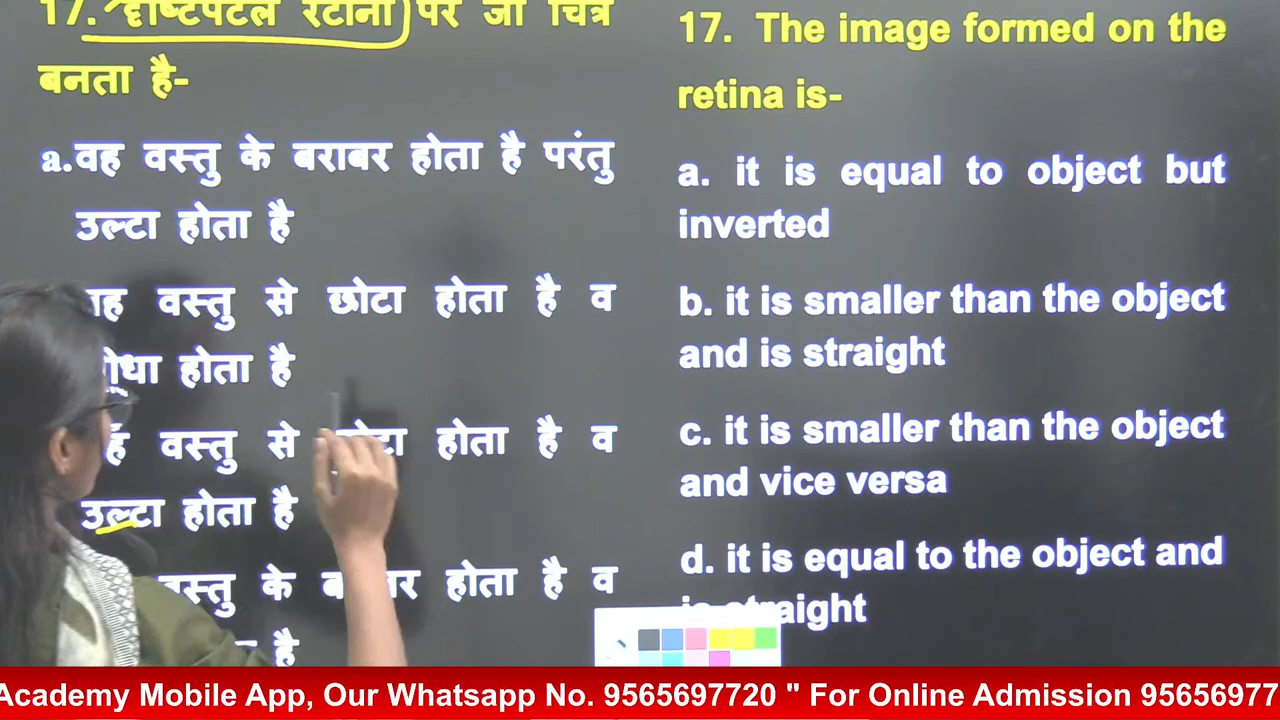 17. दृष्टिपटल रेटीना पर जो चित्र
बनता है-
a.वह वस्तु के बराबर होता है परंतु
उल्टा होता है
वस्तु से छोटा होता है व
होता है
वस्तु से छोटा होता है व
उल्टा होता है
वस्तु के होता है व
है
17. The image formed on the
retina is-
a. it is equal to object but
inverted
b. it is smaller than the object
and is straight
c. it is smaller than the object
and vice versa
d. it is equal to the object and
is straight
Academy Mobile App, Our Whatsapp No. 9565697720 " For Online Admission 95656977